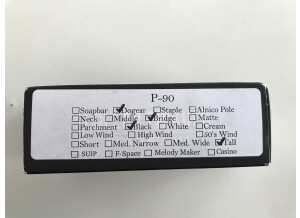 P-90
Soapbar Dogear Staple Alnico Pole
Neck Middle Bridge Matte
Parchment Black White Cream
Low Wind High Wind 50's Wind
Short Med. Narrow Med. Wide Tall
SUIP F-Space Melody Maker Casino